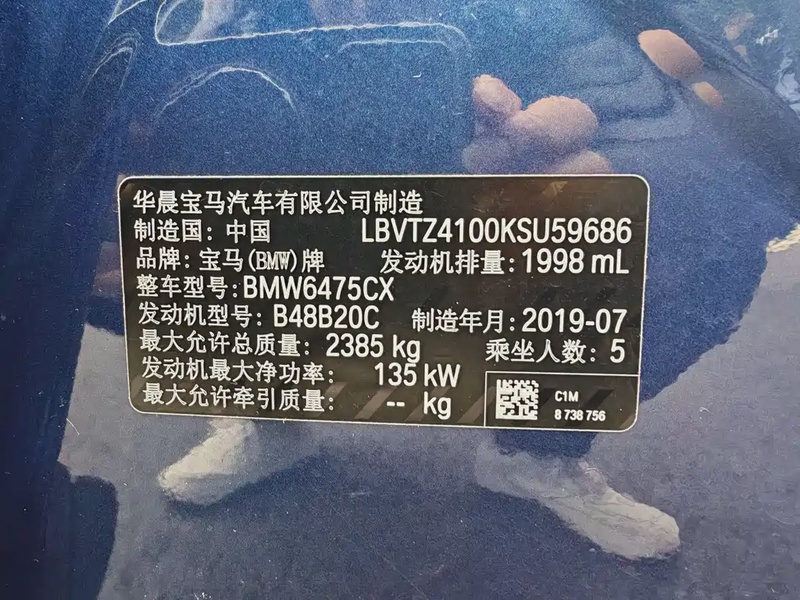 华晨宝马汽车有限公司制造
制造国: 中国 LBVTZ4100KSU59686
品牌: 宝马(BMW)牌 发动机排量: 1998 mL
整车型号: BMW6475CX
发动机型号: B48B20C 制造年月: 2019-07
最大允许总质量: 2385 kg 乘坐人数: 5
发动机最大净功率: 135 kW
最大允许牵引质量: -- kg
C1M
8 738 756